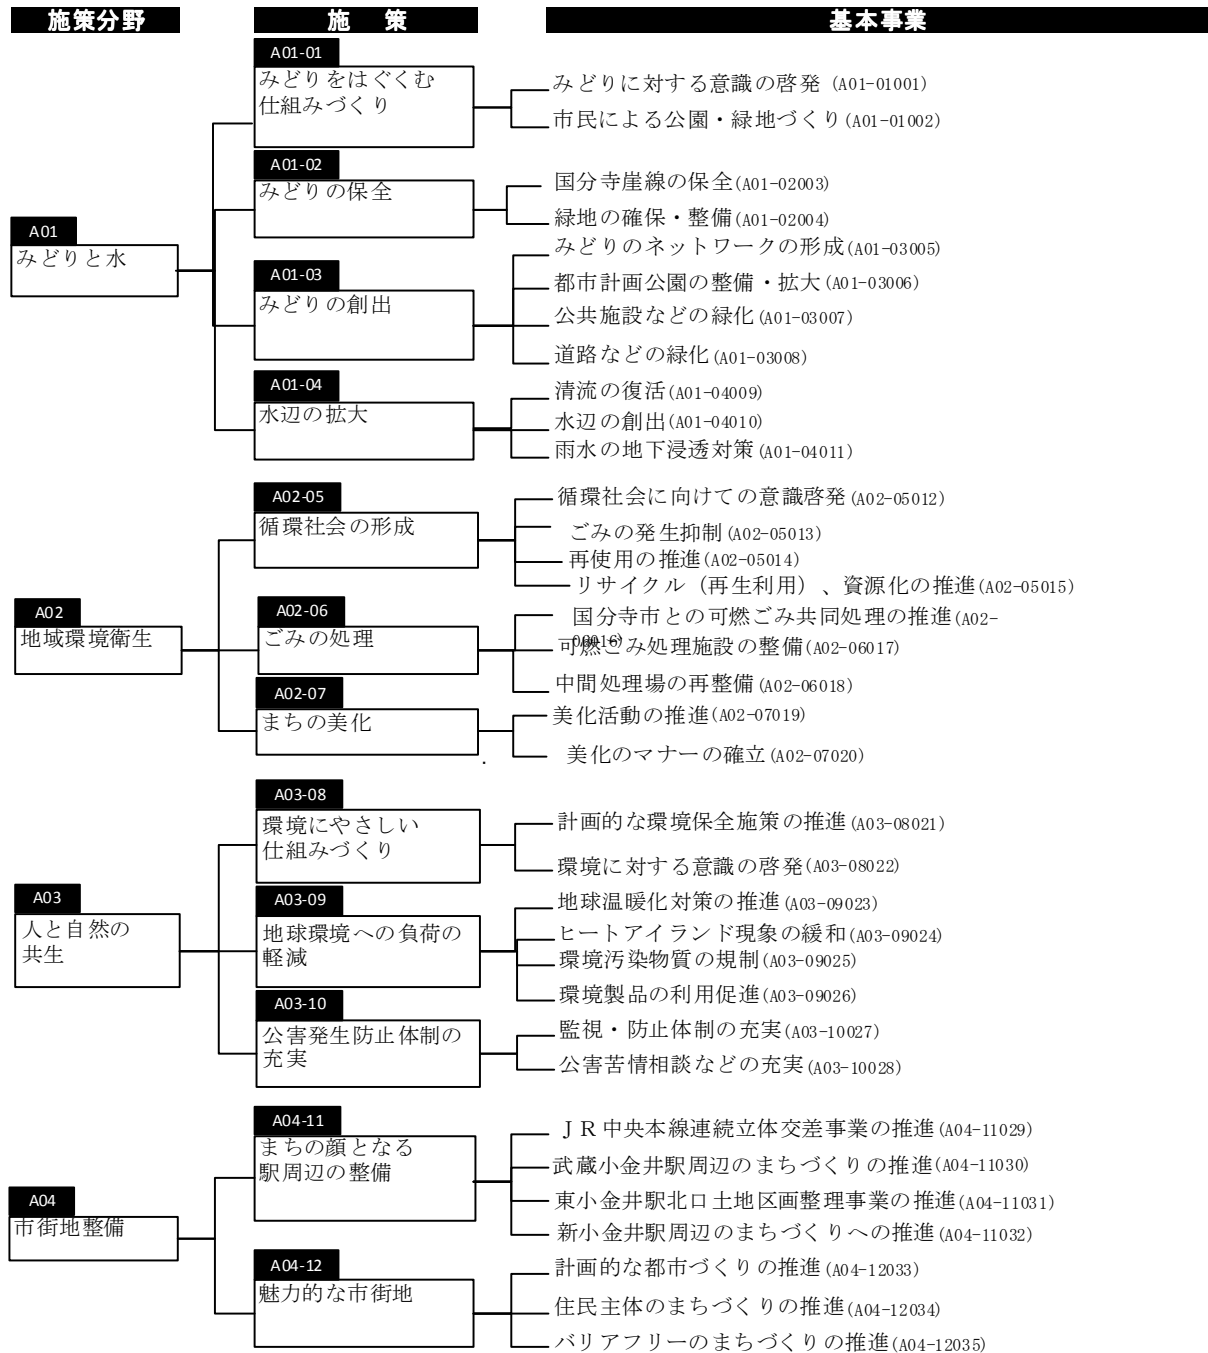 施策分野
施　策
基本事業
A01
みどりと水
A01-01
みどりをはぐくむ
仕組みづくり
みどりに対する意識の啓発 (A01-01001)
市民による公園・緑地づくり(A01-01002)
A01-02
みどりの保全
国分寺崖線の保全(A01-02003)
緑地の確保・整備(A01-02004)
A01-03
みどりの創出
みどりのネットワークの形成(A01-03005)
都市計画公園の整備・拡大(A01-03006)
公共施設などの緑化(A01-03007)
道路などの緑化(A01-03008)
A01-04
水辺の拡大
清流の復活(A01-04009)
水辺の創出(A01-04010)
雨水の地下浸透対策(A01-04011)
A02
地域環境衛生
A02-05
循環社会の形成
循環社会に向けての意識啓発(A02-05012)
ごみの発生抑制(A02-05013)
再使用の推進(A02-05014)
リサイクル（再生利用）、資源化の推進(A02-05015)
A02-06
ごみの処理
国分寺市との可燃ごみ共同処理の推進(A02-
06016)
可燃ごみ処理施設の整備(A02-06017)
中間処理場の再整備(A02-06018)
A02-07
まちの美化
美化活動の推進(A02-07019)
美化のマナーの確立(A02-07020)
.
A03
人と自然の
共生
A03-08
環境にやさしい
仕組みづくり
計画的な環境保全施策の推進(A03-08021)
環境に対する意識の啓発(A03-08022)
A03-09
地球環境への負荷の
軽減
地球温暖化対策の推進(A03-09023)
ヒートアイランド現象の緩和(A03-09024)
環境汚染物質の規制(A03-09025)
環境製品の利用促進(A03-09026)
A03-10
公害発生防止体制の
充実
監視・防止体制の充実(A03-10027)
公害苦情相談などの充実(A03-10028)
A04
市街地整備
A04-11
まちの顔となる
駅周辺の整備
ＪＲ中央本線連続立体交差事業の推進(A04-11029)
武蔵小金井駅周辺のまちづくりの推進(A04-11030)
東小金井駅北口土地区画整理事業の推進(A04-11031)
新小金井駅周辺のまちづくりへの推進(A04-11032)
A04-12
魅力的な市街地
計画的な都市づくりの推進(A04-12033)
住民主体のまちづくりの推進(A04-12034)
バリアフリーのまちづくりの推進(A04-12035)